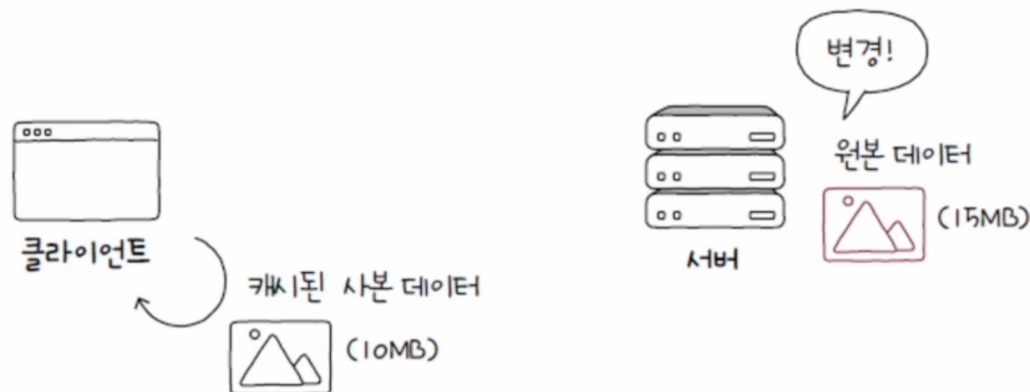 변경!
원본 데이터
(15MB)
서버
클라이언트
캐시된 사본 데이터
(10MB)